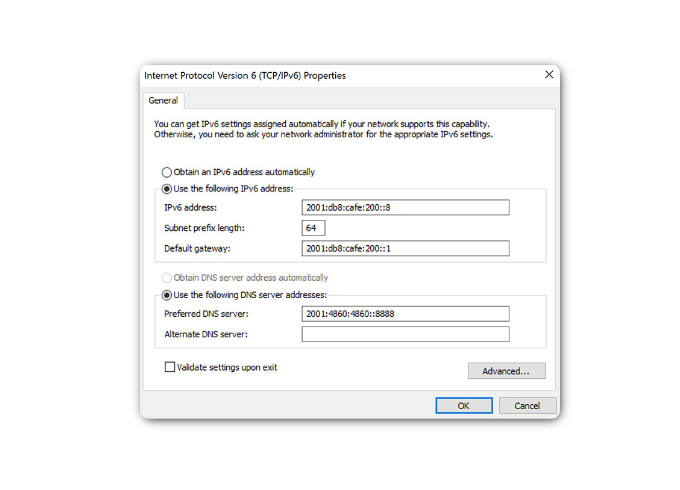 Internet Protocol Version 6 (TCP/IPv6) Properties
General
You can get IPv6 settings assigned automatically if your network supports this capability.
Otherwise, you need to ask your network administrator for the appropriate IPv6 settings.
Obtain an IPv6 address automatically
Use the following IPv6 address:
IPv6 address: 2001:db8:cafe:200::8
Subnet prefix length: 64
Default gateway: 2001:db8:cafe:200::1
Obtain DNS server address automatically
Use the following DNS server addresses:
Preferred DNS server: 2001:4860:4860::8888
Alternate DNS server:
Validate settings upon exit
Advanced...
OK Cancel